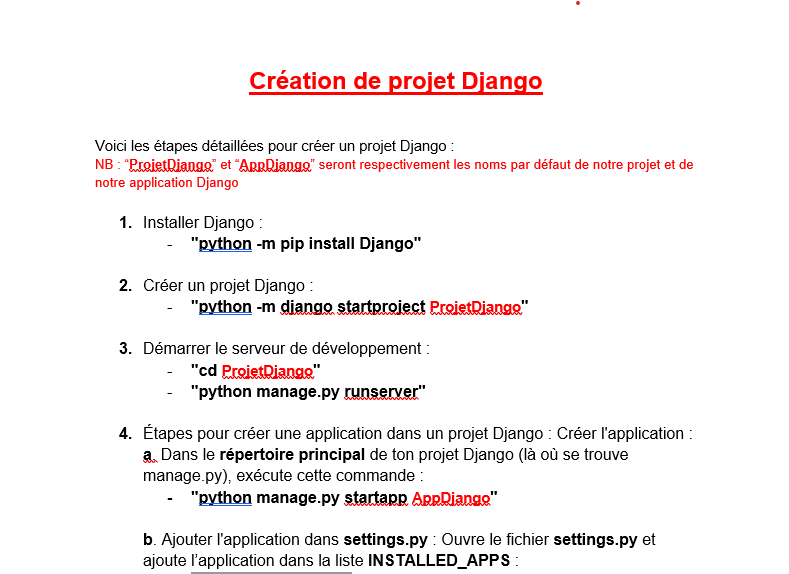 Création de projet Django
Voici les étapes détaillées pour créer un projet Django :
NB : “ProjetDjango” et “AppDjango” seront respectivement les noms par défaut de notre projet et de
notre application Django
1. Installer Django :
- "python -m pip install Django"
2. Créer un projet Django :
- "python -m django startproject ProjetDjango"
3. Démarrer le serveur de développement :
- "cd ProjetDjango"
- "python manage.py runserver"
4. Étapes pour créer une application dans un projet Django : Créer l'application :
a. Dans le répertoire principal de ton projet Django (là où se trouve
manage.py), exécute cette commande :
- "python manage.py startapp AppDjango"
b. Ajouter l'application dans settings.py : Ouvre le fichier settings.py et
ajoute l’application dans la liste INSTALLED_APPS :